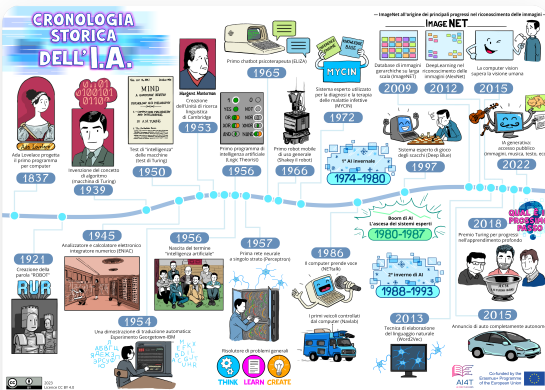 CRONOLOGIA
STORICA
DELL'I.A.
— ImageNet all'origine dei principali progressi nel riconoscimento delle immagini —
IMAGENET
Ada Lovelace
Ada Lovelace progetta
il primo programma
per computer
1837
Invenzione del concetto
di algoritmo
(macchina di Turing)
1939
MIND
Test di "intelligenza"
delle macchine
(test di Turing)
1950
Margaret Masterman
Creazione
dell'Unità di ricerca
linguistica
di Cambridge
1953
Primo chatbot psicoterapeuta (ELIZA)
1965
YES
NOT
OR
NOR
AND
NAND
Primo programma di
intelligenza artificiale
(Logic Theorist)
1956
Primo robot mobile
di uso generale
(Shakey il robot)
1966
MYCIN
Sistema esperto utilizzato
per la diagnosi e la terapia
delle malattie infettive
(MYCIN)
1972
1° AI invernale
1974-1980
Database di immagini
gerarchiche su larga
scala (ImageNet)
2009
DeepLearning nel
riconoscimento delle
immagini (AlexNet)
2012
La computer vision
supera la visione umana
2015
Sistema esperto di gioco
degli scacchi (Deep Blue)
1997
IA generativa
accesso pubblico
(immagini, musica, testi, ecc
2022
1921
Creazione della
parola "ROBOT"
RUR
1945
Analizzatore e calcolatore elettronico
integratore numerico (ENIAC)
1954
Una dimostrazione di traduzione automatica:
Esperimento Georgetown-IBM
1956
Nascita del termine
"intelligenza artificiale"
1957
Prima rete neurale
a singolo strato (Perceptron)
Risolutore di problemi generali
THINK
LEARN
CREATE
1986
Il computer prende voce
(NETtalk)
I primi veicoli controllati
dal computer (Navlab)
Boom di AI
L'ascesa dei sistemi esperti
1980-1987
2° inverno di AI
1988-1993
2013
Tecnica di elaborazione
del linguaggio naturale
(Word2Vec)
2018
Premio Turing per progressi
nell'apprendimento profondo
2015
Annuncio di auto completamente autonome
2023
Licence CC BY 4.0
AI4T
Co-funded by the
Erasmus+ Programme
of the European Union